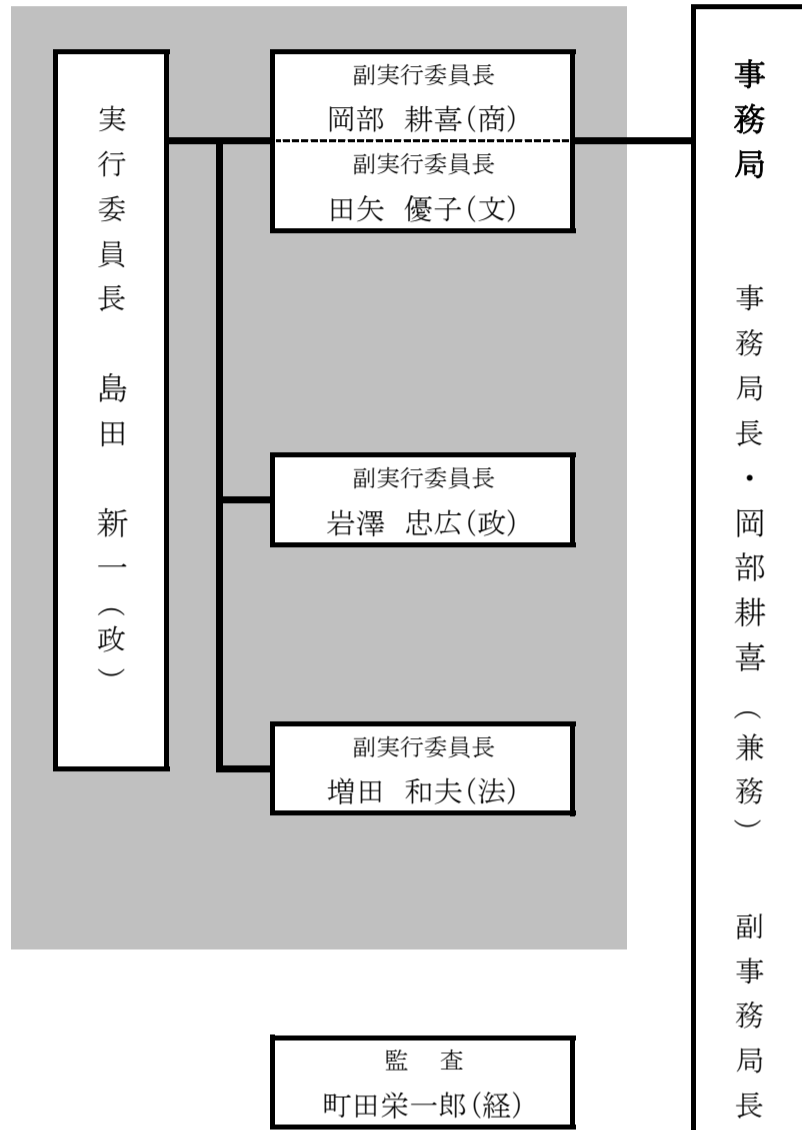 実行委員長 島田 新一（政）
副実行委員長
岡部 耕喜(商)
副実行委員長
田矢 優子(文)
副実行委員長
岩澤 忠広(政)
副実行委員長
増田 和夫(法)
監 査
町田栄一郎(経)
事務局 事務局長・岡部耕喜（兼務） 副事務局長